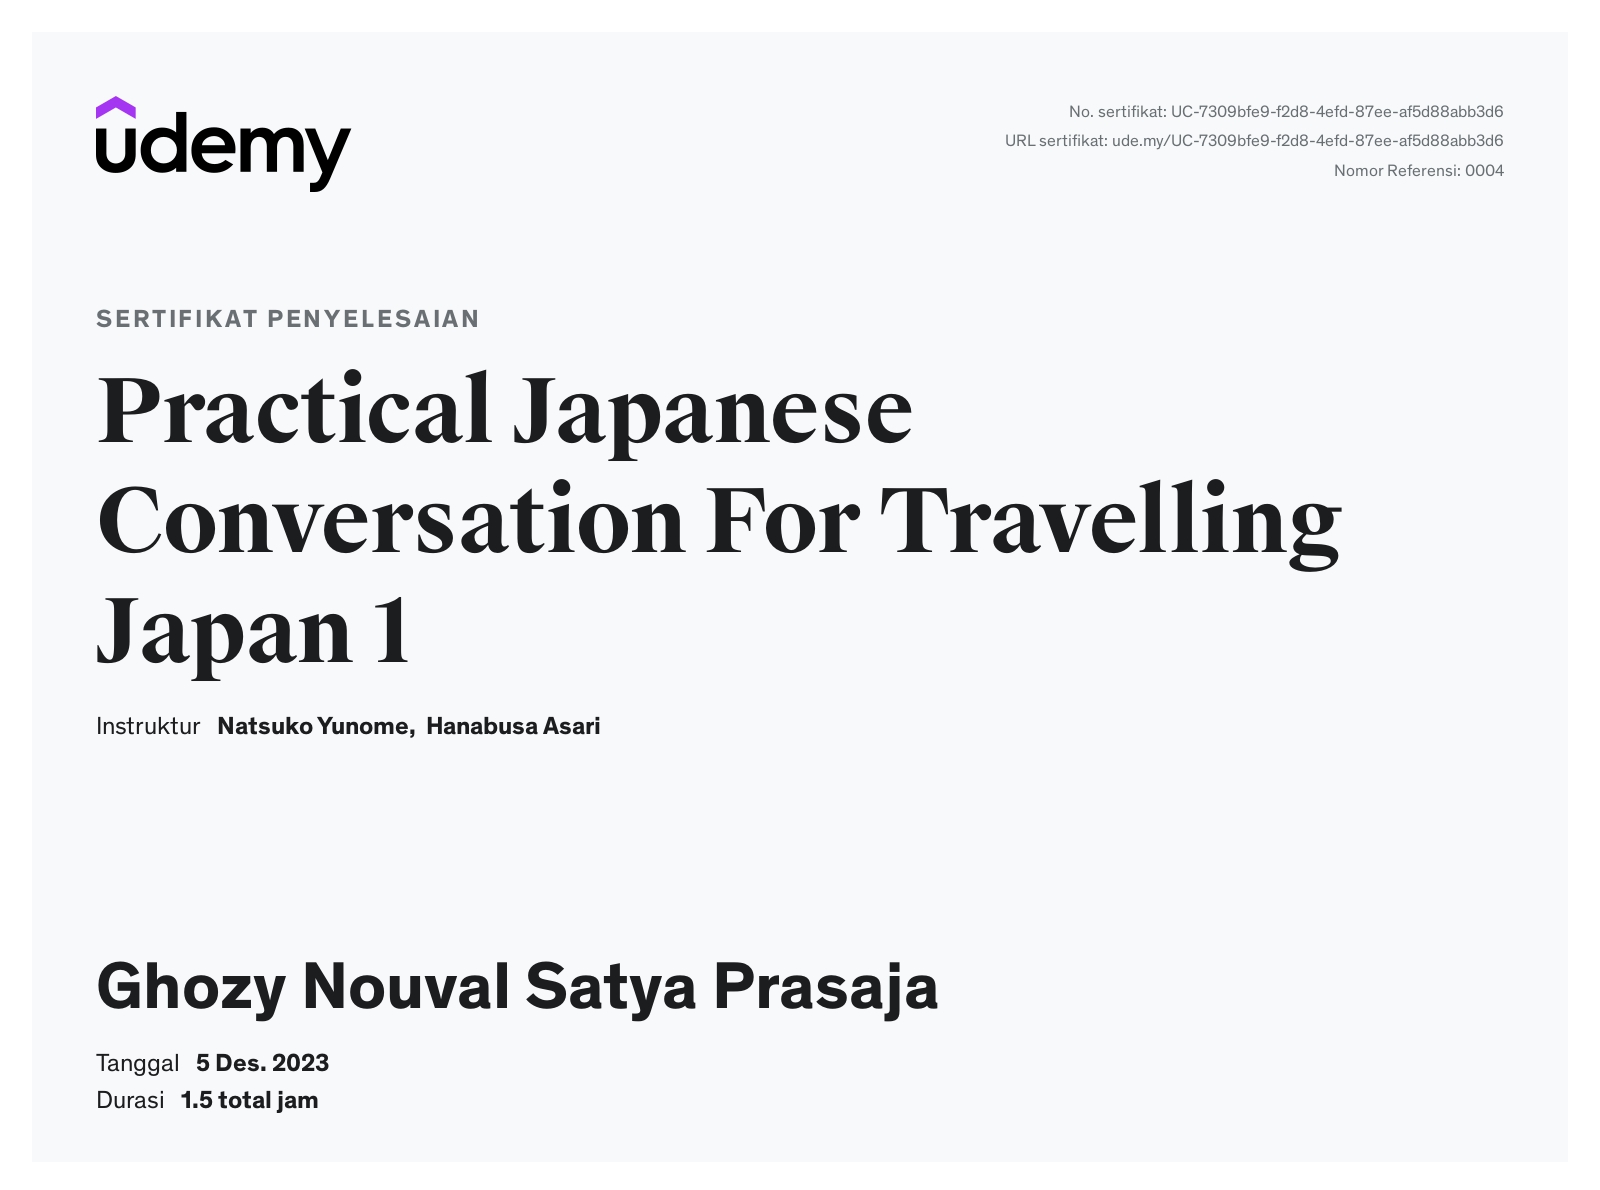 udemy
No. sertifikat: UC-7309bfe9-f2d8-4efd-87ee-af5d88abb3d6
URL sertifikat: ude.my/UC-7309bfe9-f2d8-4efd-87ee-af5d88abb3d6
Nomor Referensi: 0004
SERTIFIKAT PENYELESAIAN
Practical Japanese
Conversation For Travelling
Japan 1
Instruktur Natsuko Yunome, Hanabusa Asari
Ghozy Nouval Satya Prasaja
Tanggal 5 Des. 2023
Durasi 1.5 total jam